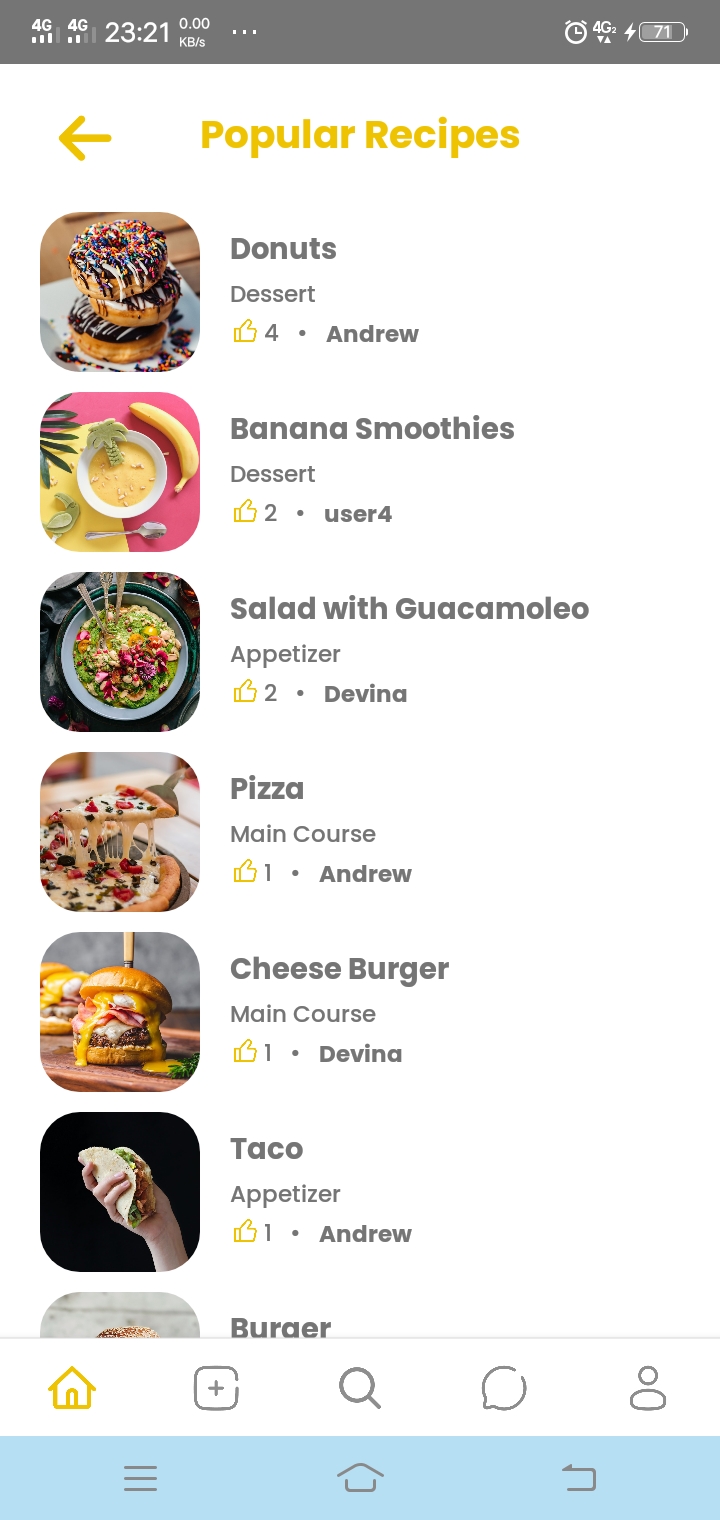 4G 4G 23:21 0.00 KB/s ... 4G2 71
Popular Recipes
Donuts
Dessert
4 • Andrew
Banana Smoothies
Dessert
2 • user4
Salad with Guacamoleo
Appetizer
2 • Devina
Pizza
Main Course
1 • Andrew
Cheese Burger
Main Course
1 • Devina
Taco
Appetizer
1 • Andrew
Burger